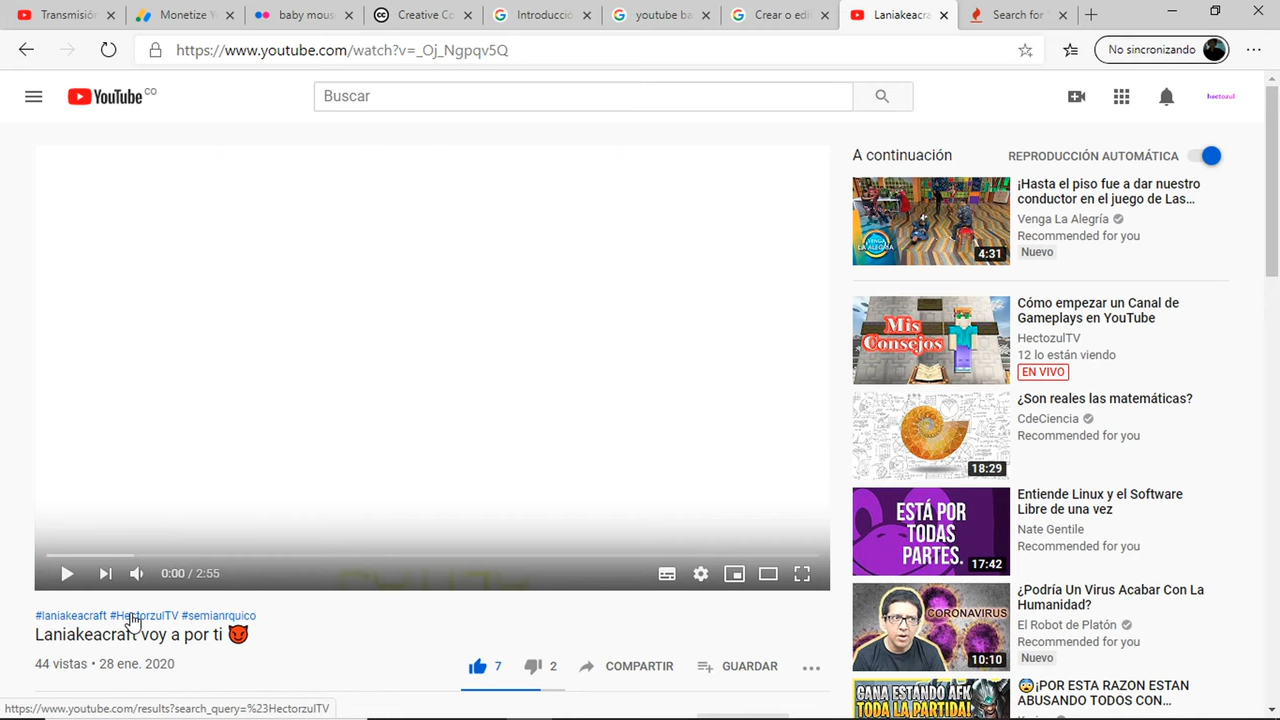 Transmisión
Monetize Y
baby mous
Creative Co
Introducció
youtube ba
Crear o edi
Laniakeacr
Search for
https://www.youtube.com/watch?v=_Oj_Ngpqv5Q
No sincronizando
YouTube CO
Buscar
hectozul
A continuación
REPRODUCCIÓN AUTOMÁTICA
¡Hasta el piso fue a dar nuestro
conductor en el juego de Las...
Venga La Alegría
Recommended for you
Nuevo
VENGA
LA ALEGRÍA
4:31
Cómo empezar un Canal de
Gameplays en YouTube
HectozulTV
12 lo están viendo
EN VIVO
Mis
Consejos
¿Son reales las matemáticas?
CdeCiencia
Recommended for you
18:29
Entiende Linux y el Software
Libre de una vez
Nate Gentile
Recommended for you
ESTÁ POR
TODAS
PARTES.
17:42
¿Podría Un Virus Acabar Con La
Humanidad?
El Robot de Platón
Recommended for you
Nuevo
CORONAVIRUS
10:10
😨¡POR ESTA RAZON ESTAN
ABUSANDO TODOS CON...
GANA ESTANDO AFK
TODA LA PARTIDA!
0:00 / 2:55
#laniakeacraft #HectorzulTV #semianrquico
Laniakeacraft voy a por ti 😈
44 vistas • 28 ene. 2020
7
2
COMPARTIR
GUARDAR
https://www.youtube.com/results?search_query=%23HectorzulTV